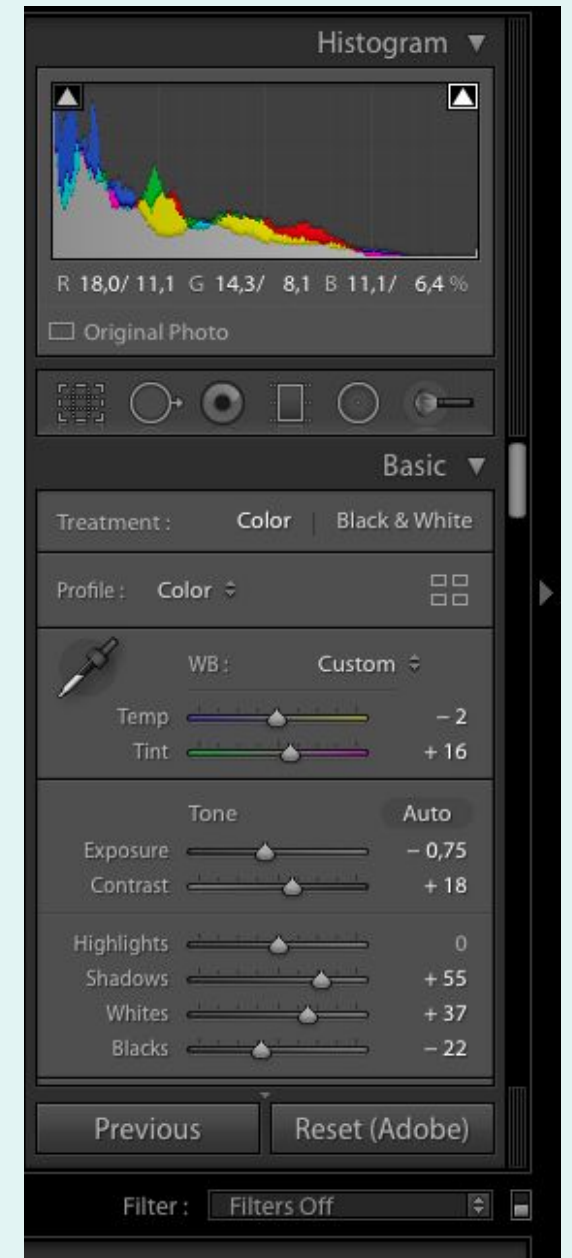 Histogram
R 18,0/ 11,1 G 14,3/ 8,1 B 11,1/ 6,4 %
Original Photo
Basic
Treatment : Color | Black & White
Profile : Color
WB : Custom
Temp − 2
Tint + 16
Tone Auto
Exposure − 0,75
Contrast + 18
Highlights 0
Shadows + 55
Whites + 37
Blacks − 22
Previous Reset (Adobe)
Filter : Filters Off